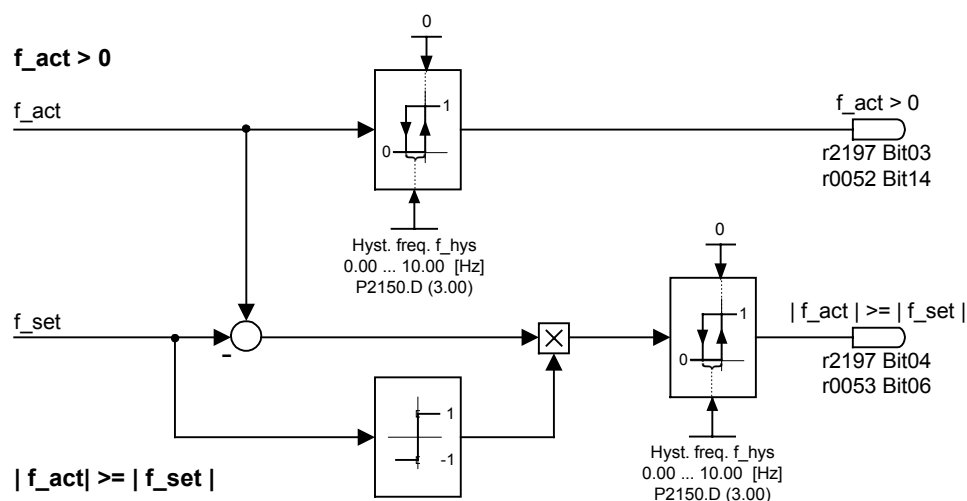 0
f_act > 0
f_act
1
0
f_act > 0
r2197 Bit03
r0052 Bit14
Hyst. freq. f_hys
0.00 ... 10.00 [Hz]
P2150.D (3.00)
0
f_set
-
1
0
| f_act | >= | f_set |
r2197 Bit04
r0053 Bit06
1
-1
Hyst. freq. f_hys
0.00 ... 10.00 [Hz]
P2150.D (3.00)
| f_act| >= | f_set |